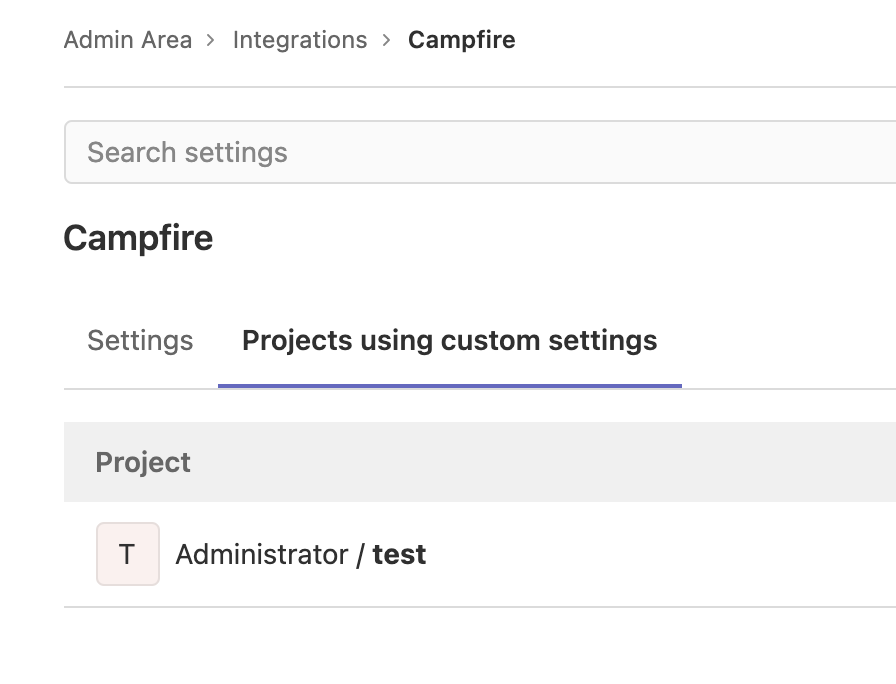 Admin Area > Integrations > Campfire
Search settings
Campfire
Settings Projects using custom settings
Project
T Administrator / test